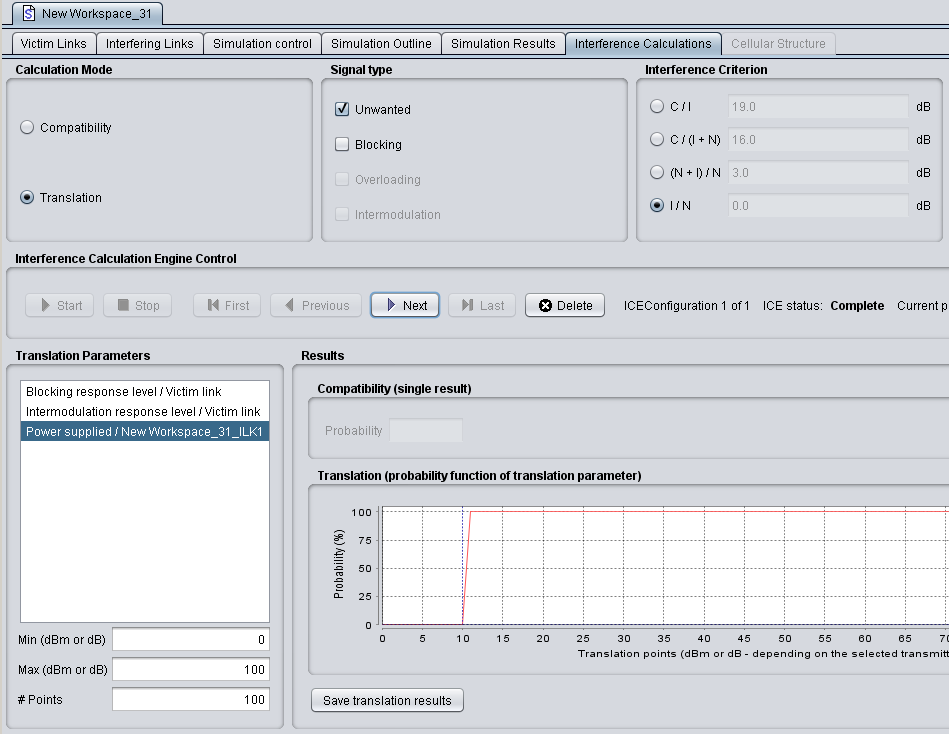 New Workspace_31
Victim Links Interfering Links Simulation control Simulation Outline Simulation Results Interference Calculations Cellular Structure
Calculation Mode
Compatibility
Translation
Signal type
Unwanted
Blocking
Overloading
Intermodulation
Interference Criterion
C / I 19.0 dB
C / (I + N) 16.0 dB
(N + I) / N 3.0 dB
I / N 0.0 dB
Interference Calculation Engine Control
Start Stop First Previous Next Last Delete ICEConfiguration 1 of 1 ICE status: Complete Current p
Translation Parameters
Blocking response level / Victim link
Intermodulation response level / Victim link
Power supplied / New Workspace_31_ILK1
Min (dBm or dB) 0
Max (dBm or dB) 100
# Points 100
Results
Compatibility (single result)
Probability
Translation (probability function of translation parameter)
Probability (%)
100
75
50
25
0
0 5 10 15 20 25 30 35 40 45 50 55 60 65 70
Translation points (dBm or dB - depending on the selected transmitt
Save translation results